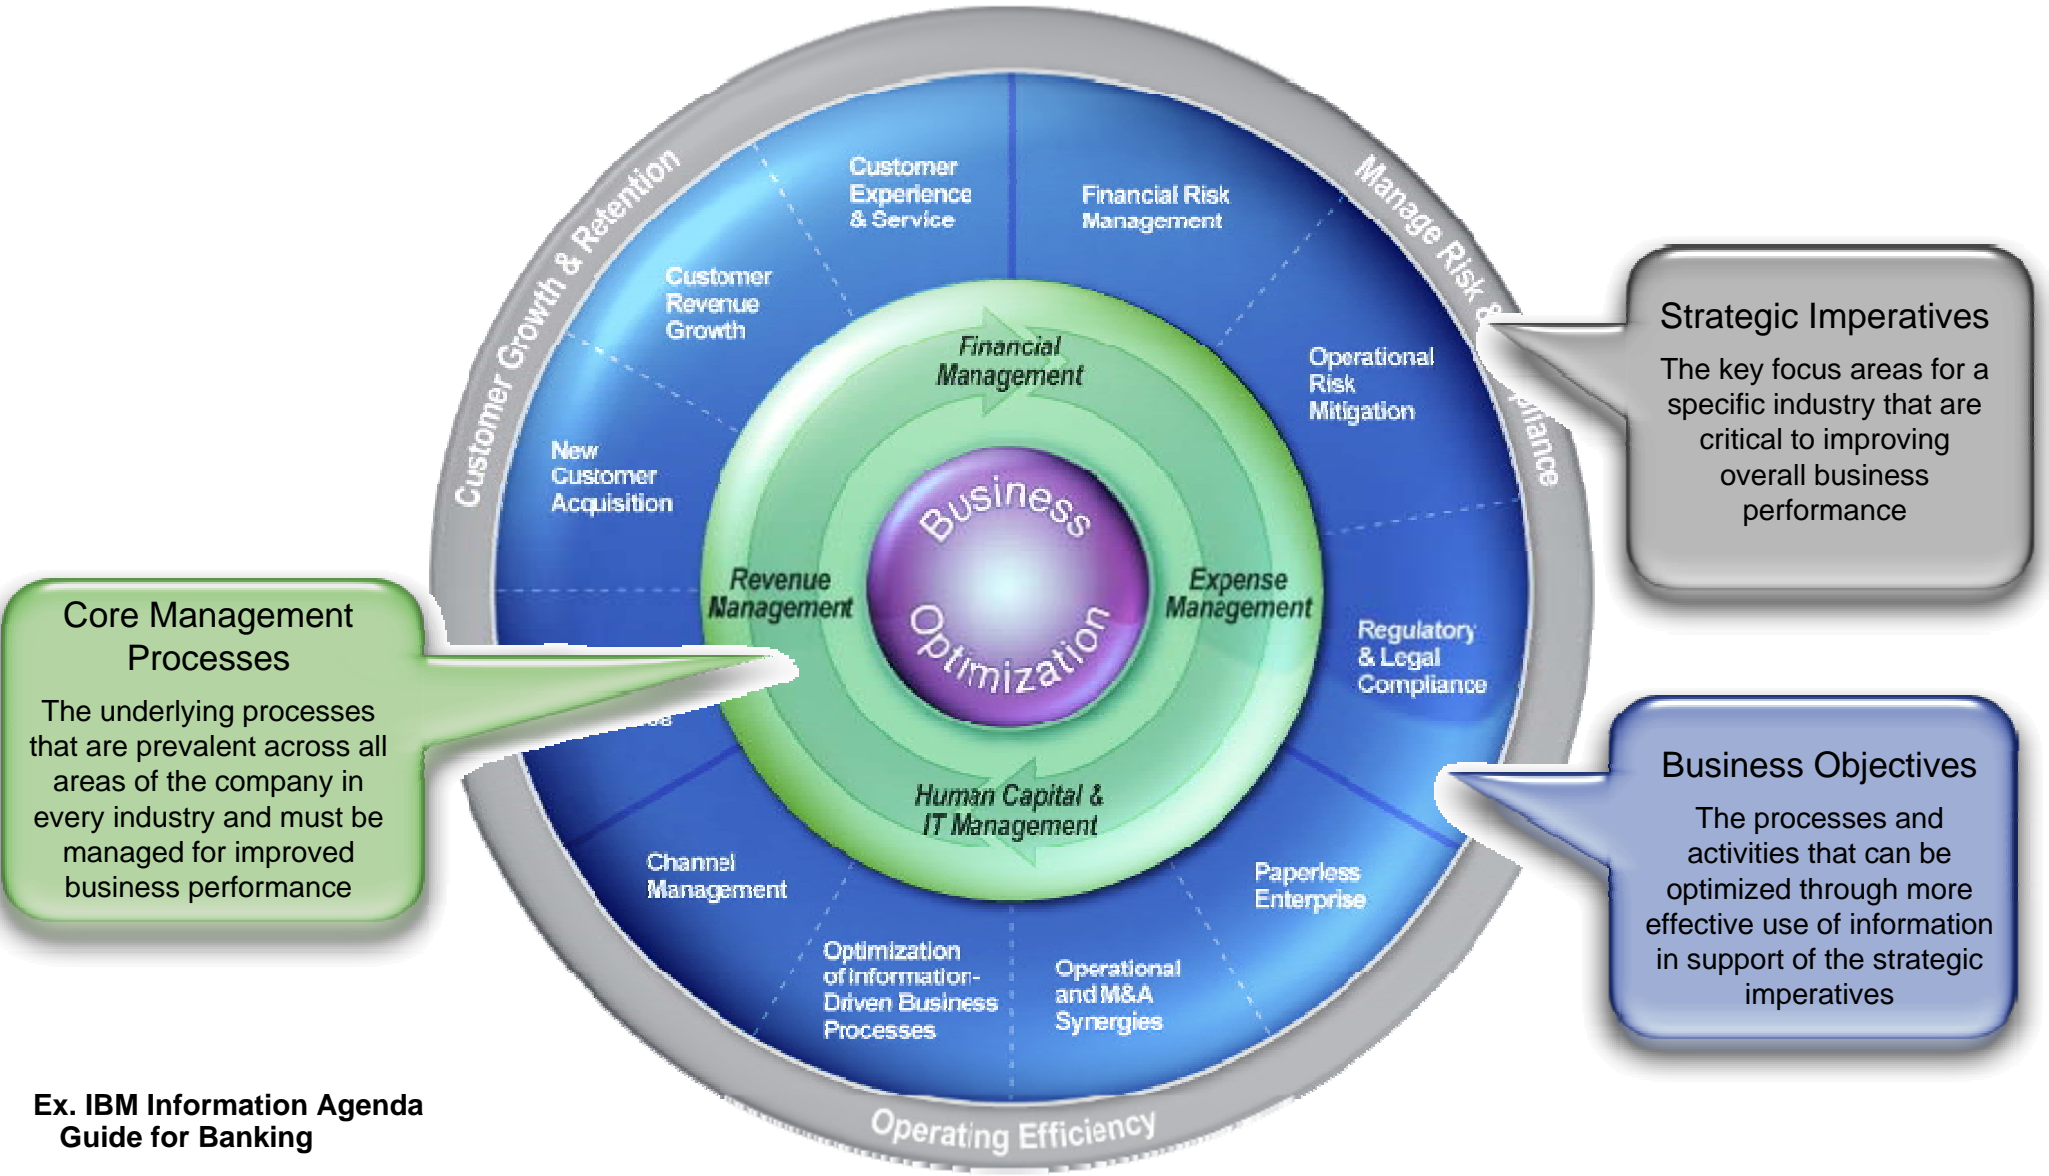 Customer Growth & Retention
Manage Risk &
pliance
Operating Efficiency
Customer
Experience
& Service
Financial Risk
Management
Customer
Revenue
Growth
Operational
Risk
Mitigation
New
Customer
Acquisition
Regulatory
& Legal
Compliance
Channel
Management
Paperless
Enterprise
Optimization
of Information-
Driven Business
Processes
Operational
and M&A
Synergies
Financial
Management
Revenue
Management
Expense
Management
Human Capital &
IT Management
Business
Optimization
Strategic Imperatives
The key focus areas for a
specific industry that are
critical to improving
overall business
performance
Core Management
Processes
The underlying processes
that are prevalent across all
areas of the company in
every industry and must be
managed for improved
business performance
Business Objectives
The processes and
activities that can be
optimized through more
effective use of information
in support of the strategic
imperatives
Ex. IBM Information Agenda
Guide for Banking